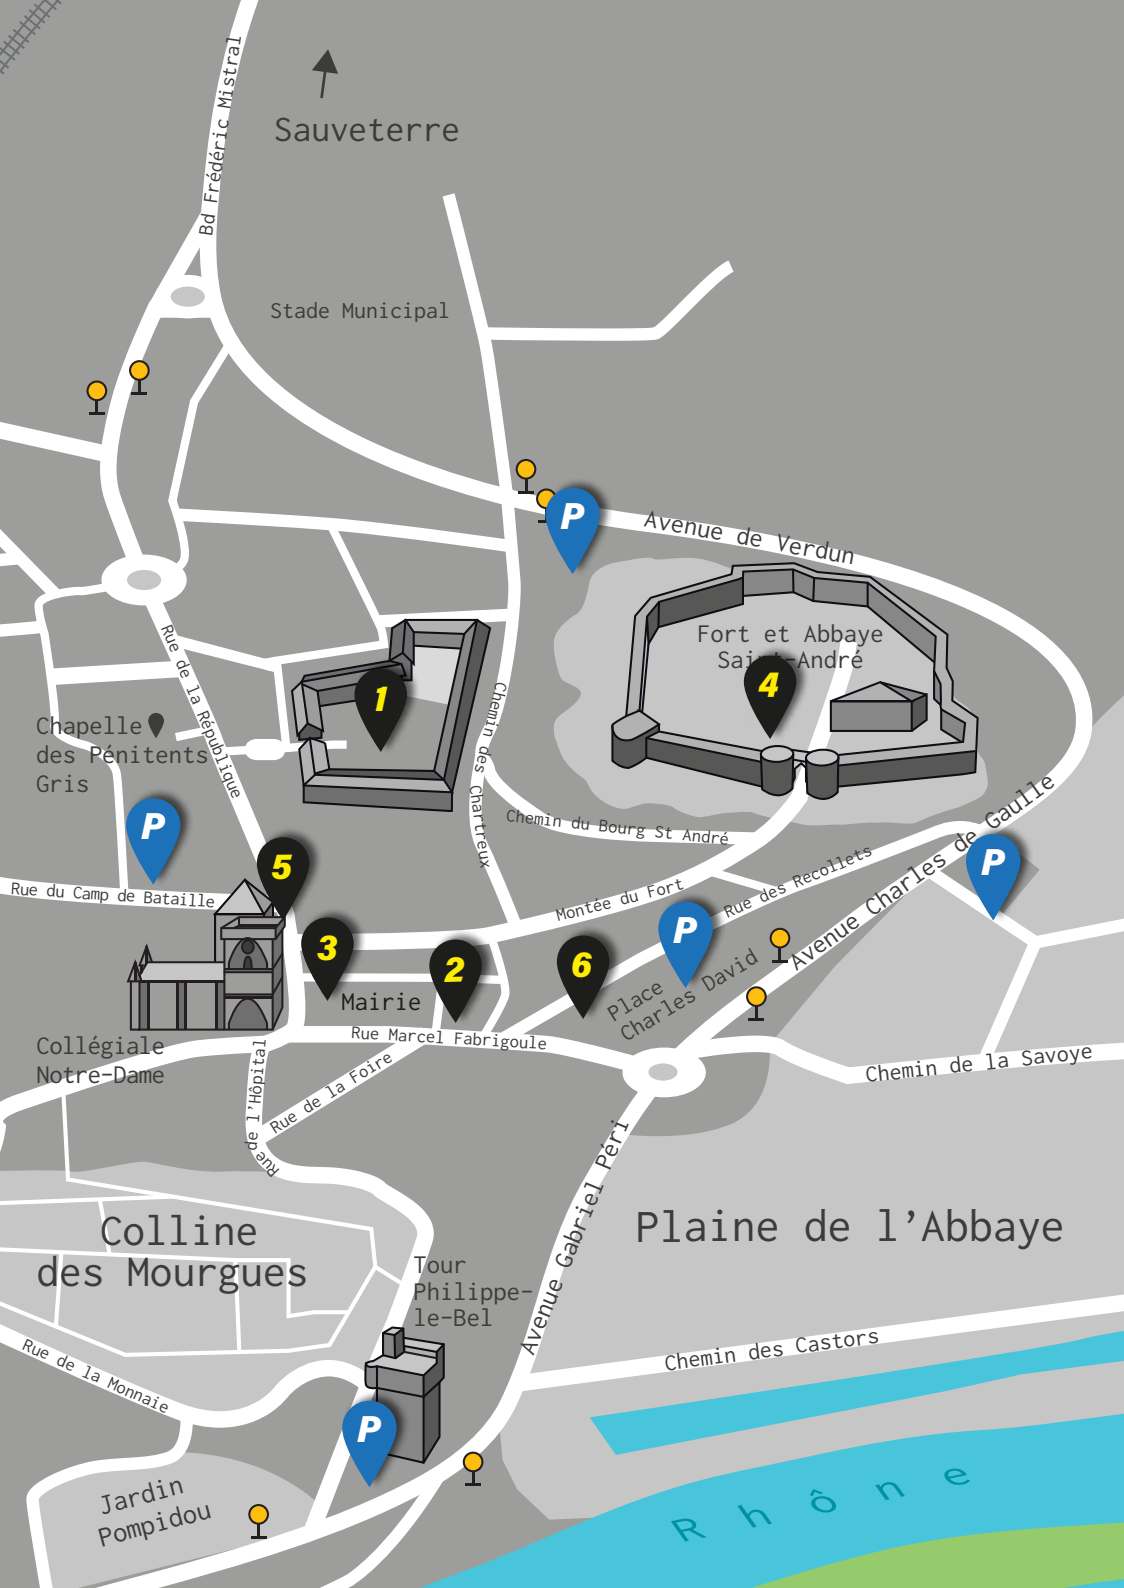 Bd Frédéric Mistral
Sauveterre
Stade Municipal
P
Avenue de Verdun
Fort et Abbaye
Saint-André
4
1
Rue de la République
Chemin des Chartreux
Chapelle
des Pénitents
Gris
P
Chemin du Bourg St André
Avenue Charles de Gaulle
P
5
Rue du Camp de Bataille
Montée du Fort
Rue des Recollets
P
3
2
6
Mairie
Place
Charles David
Rue Marcel Fabrigoule
Collégiale
Notre-Dame
Rue de l'Hôpital
Rue
Rue de la Foire
Chemin de la Savoye
Avenue Gabriel Péri
Colline
des Mourgues
Plaine de l'Abbaye
Tour
Philippe-
le-Bel
Rue de la Monnaie
Chemin des Castors
P
Jardin
Pompidou
Rhône